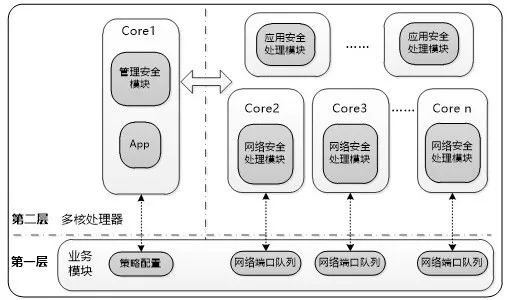 Core1
管理安全
模块
App
应用安全
处理模块
……
应用安全
处理模块
Core2
网络安全
处理模块
Core3
网络安全
处理模块
……
Core n
网络安全
处理模块
第二层 多核处理器
第一层
业务
模块
策略配置
网络端口队列
网络端口队列
网络端口队列